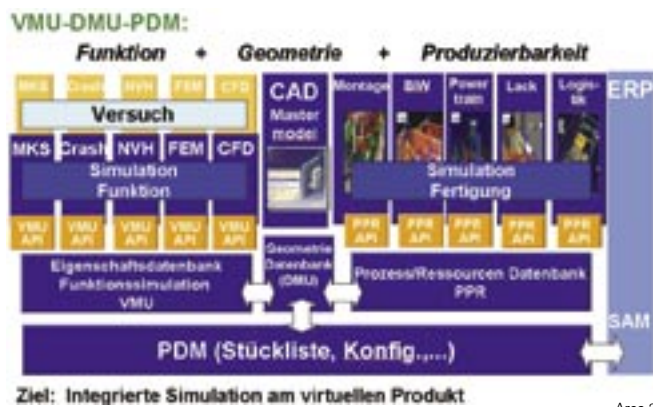 VMU-DMU-PDM:
Funktion + Geometrie + Produzierbarkeit
MKS Crash NVH FEM CFD
Versuch
MKS Crash NVH FEM CFD
Simulation
Funktion
VMU API VMU API VMU API VMU API VMU API
Eigenschaftsdatenbank
Funktionssimulation
VMU
CAD
Master
model
Geometrie
Datenbank
(DMU)
Montage BIW Power train Lack Logis-tik
Simulation
Fertigung
PPR API PPR API PPR API PPR API PPR API
Prozess/Ressourcen Datenbank
PPR
ERP
SAM
PDM (Stückliste, Konfig.,...)
Ziel: Integrierte Simulation am virtuellen Produkt